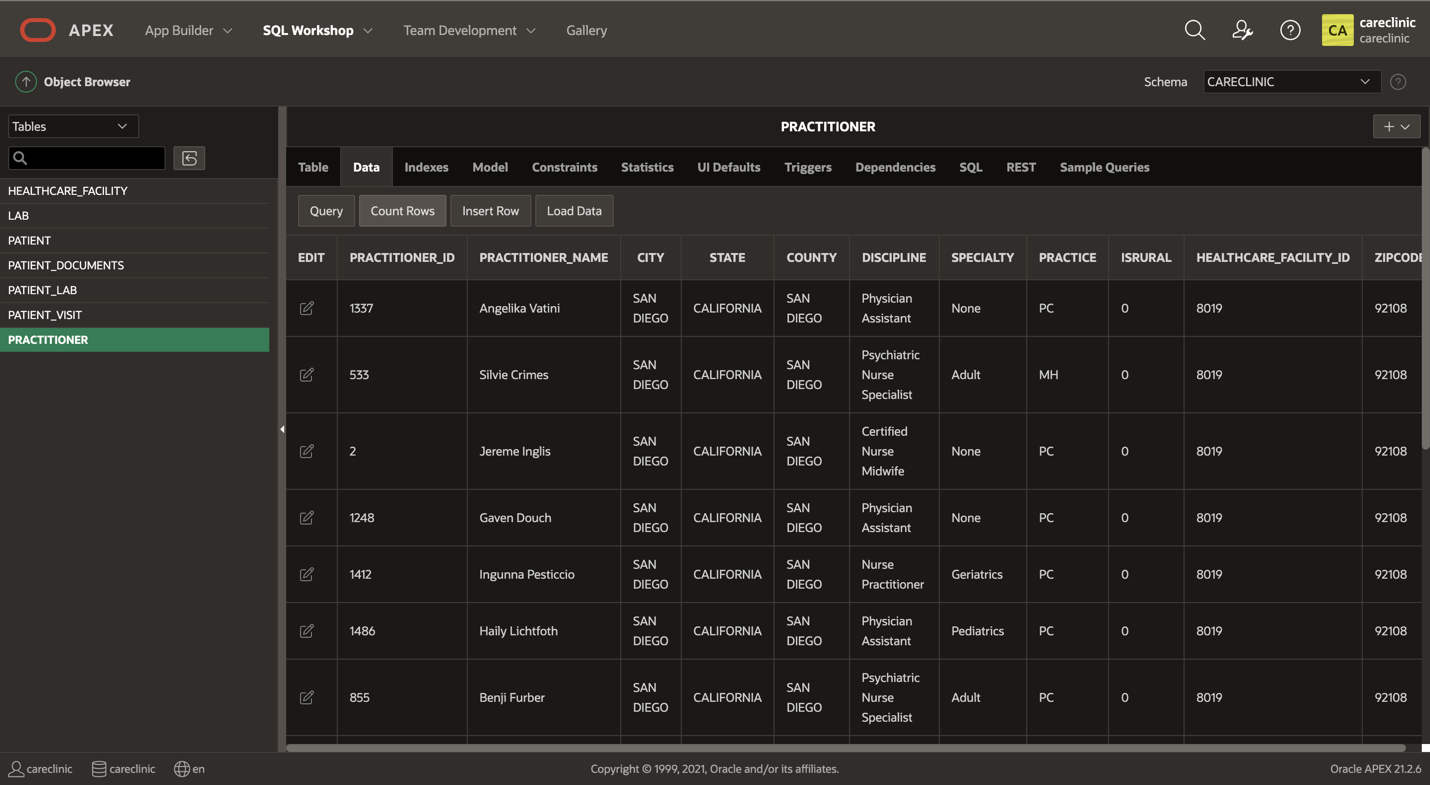 APEX App Builder SQL Workshop Team Development Gallery CA careclinic
careclinic
Object Browser Schema CARECLINIC
Tables
HEALTHCARE_FACILITY
LAB
PATIENT
PATIENT_DOCUMENTS
PATIENT_LAB
PATIENT_VISIT
PRACTITIONER
PRACTITIONER
Table Data Indexes Model Constraints Statistics UI Defaults Triggers Dependencies SQL REST Sample Queries
Query Count Rows Insert Row Load Data
EDIT PRACTITIONER_ID PRACTITIONER_NAME CITY STATE COUNTY DISCIPLINE SPECIALTY PRACTICE ISRURAL HEALTHCARE_FACILITY_ID ZIPCODE
1337 Angelika Vatini SAN DIEGO CALIFORNIA SAN DIEGO Physician Assistant None PC 0 8019 92108
533 Silvie Crimes SAN DIEGO CALIFORNIA SAN DIEGO Psychiatric Nurse Specialist Adult MH 0 8019 92108
2 Jereme Inglis SAN DIEGO CALIFORNIA SAN DIEGO Certified Nurse Midwife None PC 0 8019 92108
1248 Gaven Douch SAN DIEGO CALIFORNIA SAN DIEGO Physician Assistant None PC 0 8019 92108
1412 Ingunna Pesticcio SAN DIEGO CALIFORNIA SAN DIEGO Nurse Practitioner Geriatrics PC 0 8019 92108
1486 Haily Lichtfoth SAN DIEGO CALIFORNIA SAN DIEGO Physician Assistant Pediatrics PC 0 8019 92108
855 Benji Furber SAN DIEGO CALIFORNIA SAN DIEGO Psychiatric Nurse Specialist Adult PC 0 8019 92108
careclinic careclinic en Copyright © 1999, 2021, Oracle and/or its affiliates. Oracle APEX 21.2.6